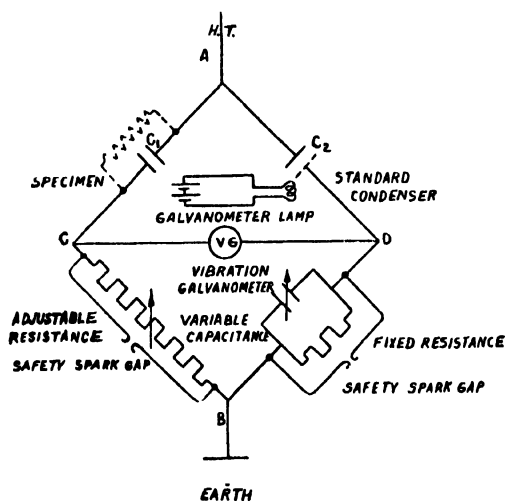 H.T.
A
C1
C2
SPECIMEN
STANDARD
CONDENSER
GALVANOMETER LAMP
C
VG
D
VIBRATION
GALVANOMETER
ADJUSTABLE
RESISTANCE
VARIABLE
CAPACITANCE
FIXED RESISTANCE
SAFETY SPARK GAP
SAFETY SPARK GAP
B
EARTH